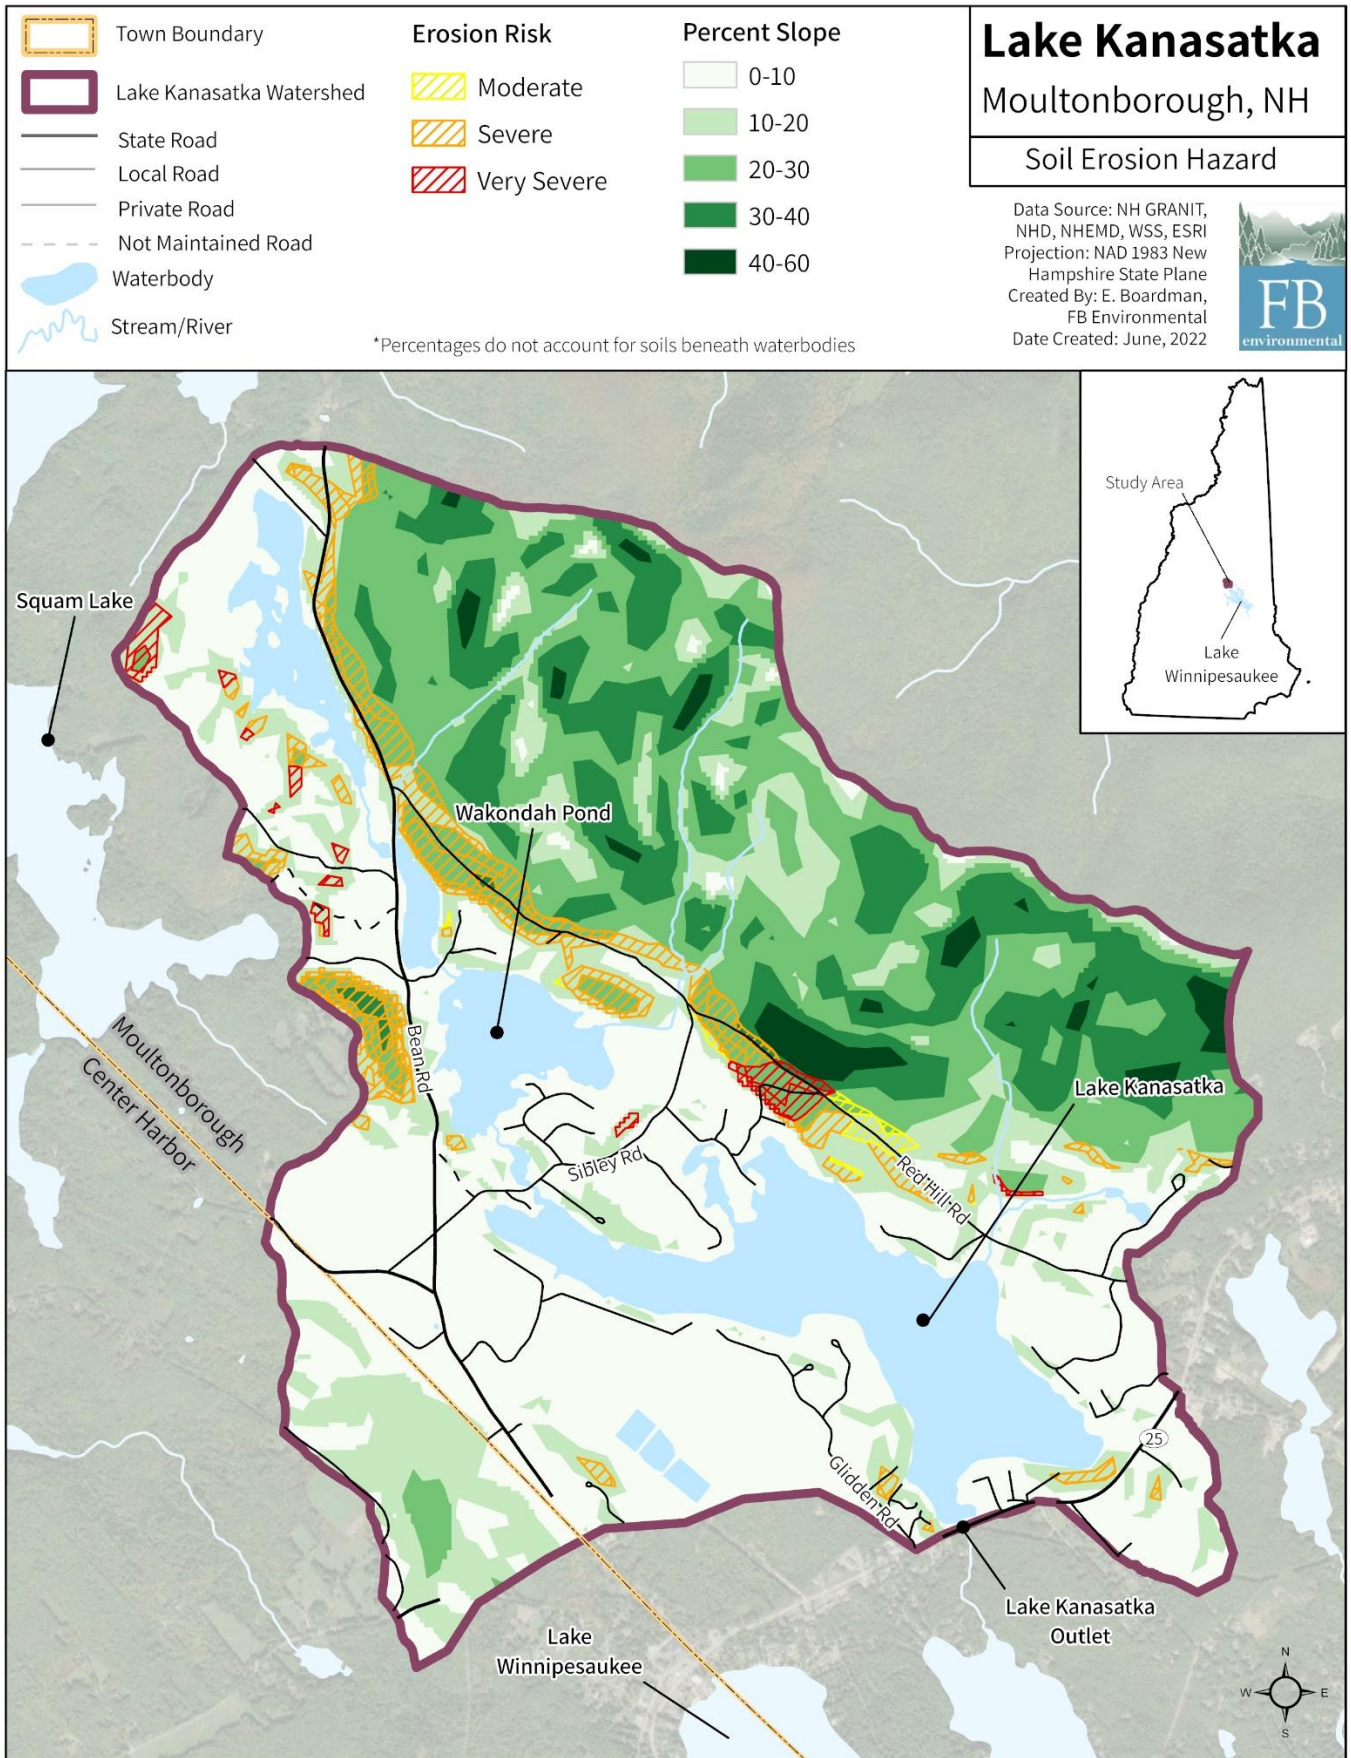 Town Boundary
Lake Kanasatka Watershed
State Road
Local Road
Private Road
Not Maintained Road
Waterbody
Stream/River
Erosion Risk
Moderate
Severe
Very Severe
Percent Slope
0-10
10-20
20-30
30-40
40-60
*Percentages do not account for soils beneath waterbodies
Lake Kanasatka
Moultonborough, NH
Soil Erosion Hazard
Data Source: NH GRANIT,
NHD, NHEMD, WSS, ESRI
Projection: NAD 1983 New
Hampshire State Plane
Created By: E. Boardman,
FB Environmental
Date Created: June, 2022
FB
environmental
Study Area
Lake
Winnipesaukee
Squam Lake
Wakondah Pond
Moultonborough
Center Harbor
Bean Rd
Lake Kanasatka
Sibley Rd
Red Hill Rd
25
Glidden Rd
Lake Kanasatka
Outlet
Lake
Winnipesaukee
N
W
E
S